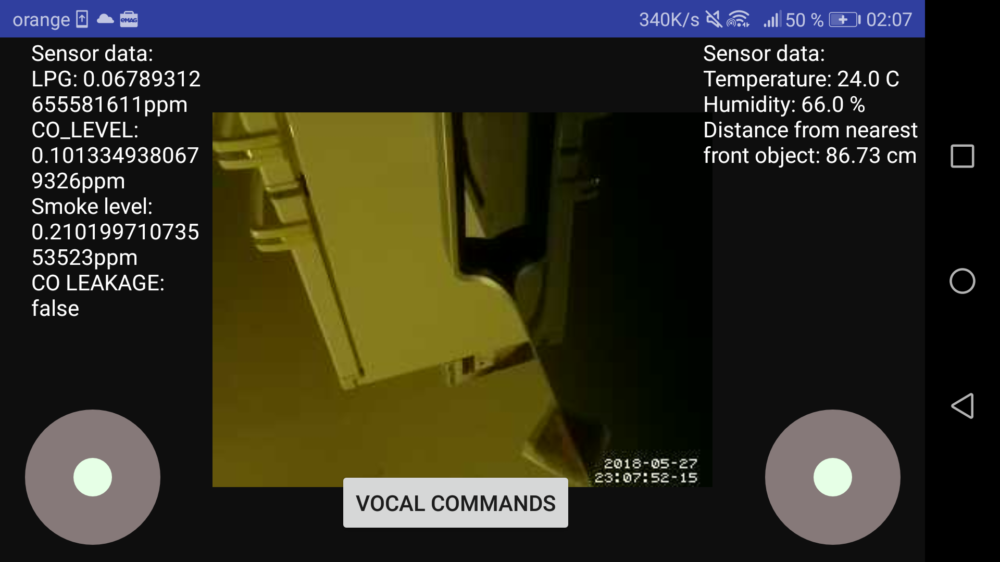 orange eMAG 340K/s 50 % 02:07
Sensor data:
LPG: 0.06789312
655581611ppm
CO_LEVEL:
0.101334938067
9326ppm
Smoke level:
0.210199710735
53523ppm
CO LEAKAGE:
false
Sensor data:
Temperature: 24.0 C
Humidity: 66.0 %
Distance from nearest
front object: 86.73 cm
2018-05-27
23:07:52-15
VOCAL COMMANDS